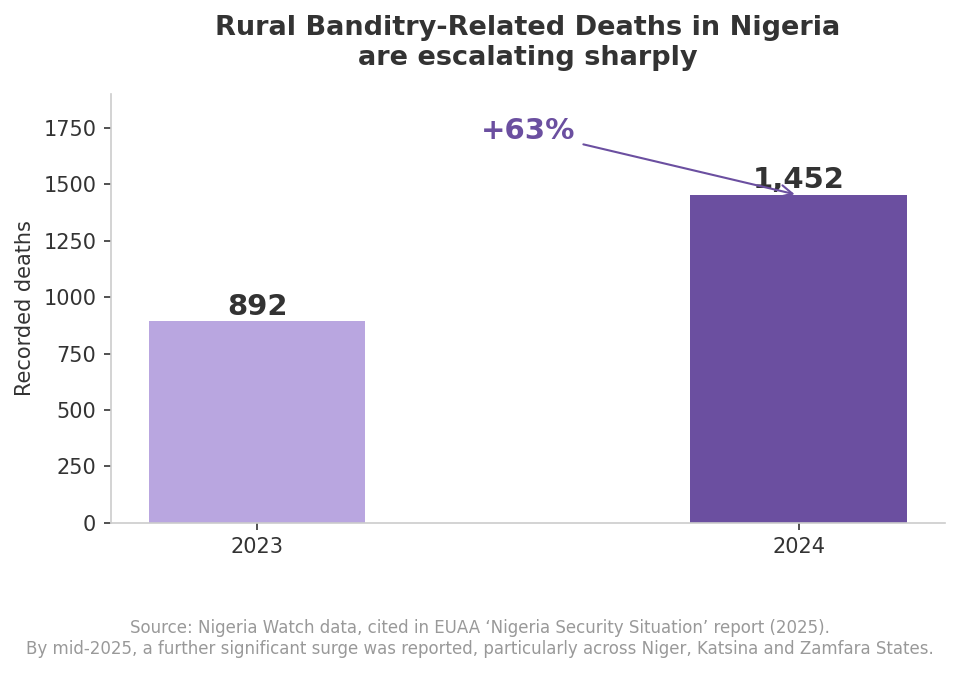 Rural Banditry-Related Deaths in Nigeria
are escalating sharply
+63%
1,452
892
Recorded deaths
1750
1500
1250
1000
750
500
250
0
2023
2024
Source: Nigeria Watch data, cited in EUAA ‘Nigeria Security Situation’ report (2025).
By mid-2025, a further significant surge was reported, particularly across Niger, Katsina and Zamfara States.